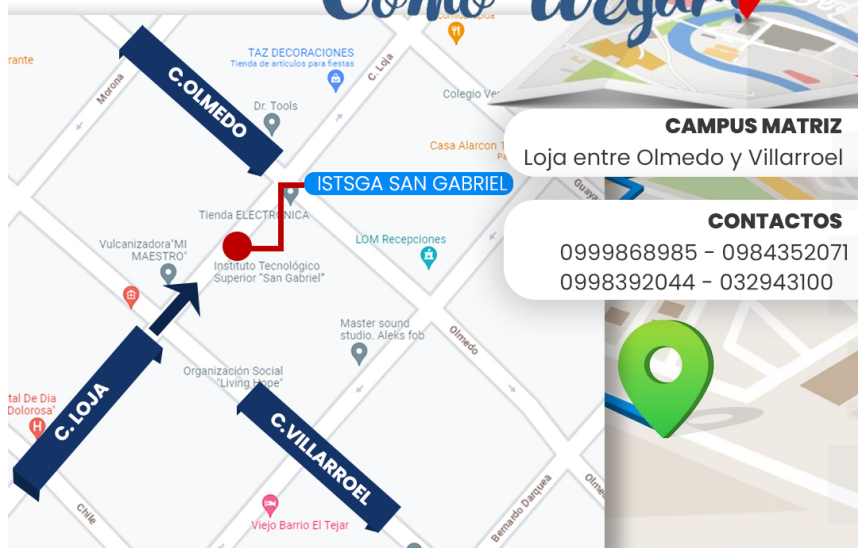 Como llegar?
Comida rápida
rante
TAZ DECORACIONES
Tienda de artículos para fiestas
C. Loja
Morona
C.OLMEDO
Dr. Tools
Colegio
Casa Alarcon
CAMPUS MATRIZ
Loja entre Olmedo y Villarroel
ISTSGA SAN GABRIEL
Guaya
Tienda ELECTRÓNICA
CONTACTOS
0999868985 - 0984352071
0998392044 - 032943100
Vulcanizadora"MI
MAESTRO"
LOM Recepciones
Instituto Tecnológico
Superior "San Gabriel"
Master sound
studio. Aleks fob
Olmedo
Organización Social
"Living Hope"
tal De Dia
Dolorosa"
C. LOJA
C.VILLARROEL
Chile
Viejo Barrio El Tejar
Bernardo Darquea
Olme